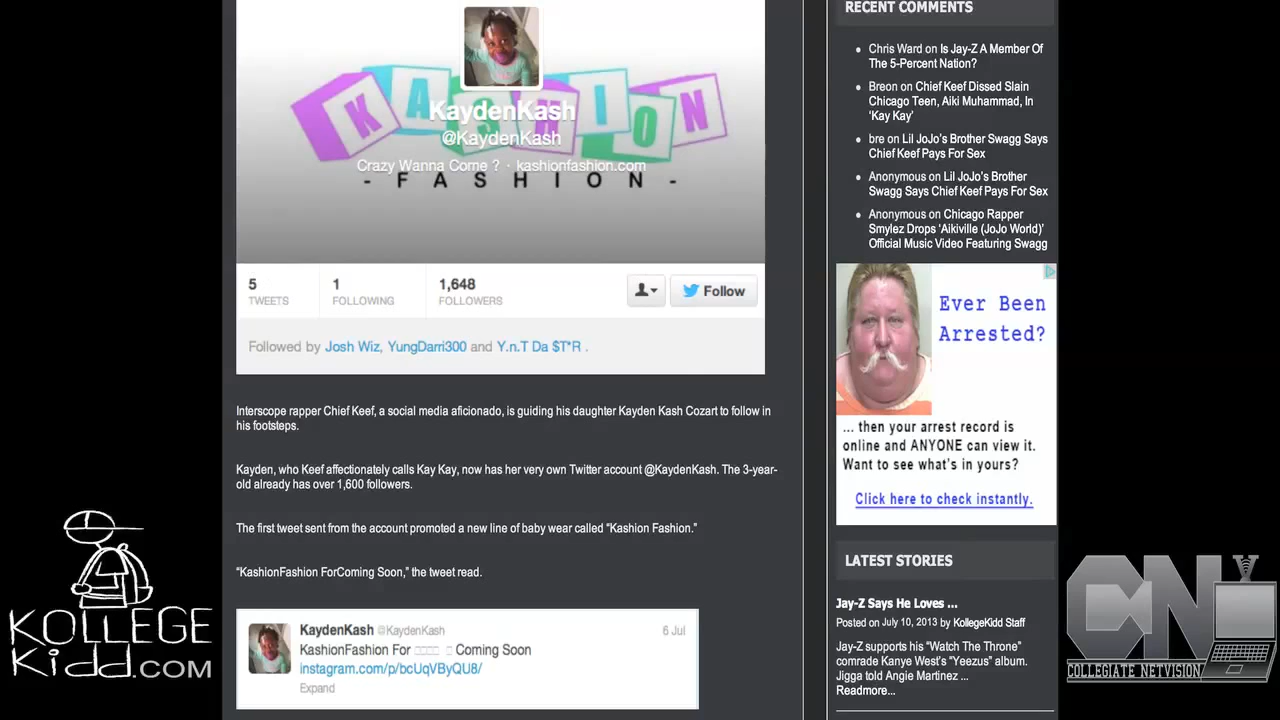 KASHION
KaydenKash
@KaydenKash
Crazy Wanna Come ? · kashionfashion.com
- FASHION -
5
TWEETS
1
FOLLOWING
1,648
FOLLOWERS
Follow
Followed by Josh Wiz, YungDarri300 and Y.n.T Da $T*R .
Interscope rapper Chief Keef, a social media aficionado, is guiding his daughter Kayden Kash Cozart to follow in
his footsteps.
Kayden, who Keef affectionately calls Kay Kay, now has her very own Twitter account @KaydenKash. The 3-year-
old already has over 1,600 followers.
The first tweet sent from the account promoted a new line of baby wear called “Kashion Fashion.”
“KashionFashion ForComing Soon,” the tweet read.
KaydenKash @KaydenKash
6 Jul
KashionFashion For □□□□ □ Coming Soon
instagram.com/p/bcUqVByQU8/
Expand
RECENT COMMENTS
Chris Ward on Is Jay-Z A Member Of
The 5-Percent Nation?
Breon on Chief Keef Dissed Slain
Chicago Teen, Aiki Muhammad, In
‘Kay Kay’
bre on Lil JoJo’s Brother Swagg Says
Chief Keef Pays For Sex
Anonymous on Lil JoJo’s Brother
Swagg Says Chief Keef Pays For Sex
Anonymous on Chicago Rapper
Smylez Drops ‘Aikiville (JoJo World)’
Official Music Video Featuring Swagg
Ever Been
Arrested?
... then your arrest record is
online and ANYONE can view it.
Want to see what's in yours?
Click here to check instantly.
LATEST STORIES
Jay-Z Says He Loves ...
Posted on July 10, 2013 by KollegeKidd Staff
Jay-Z supports his “Watch The Throne”
comrade Kanye West’s “Yeezus” album.
Jigga told Angie Martinez ...
Readmore...
KOLLEGE
KiDD.COM
CNTV
COLLEGIATE NETVISION